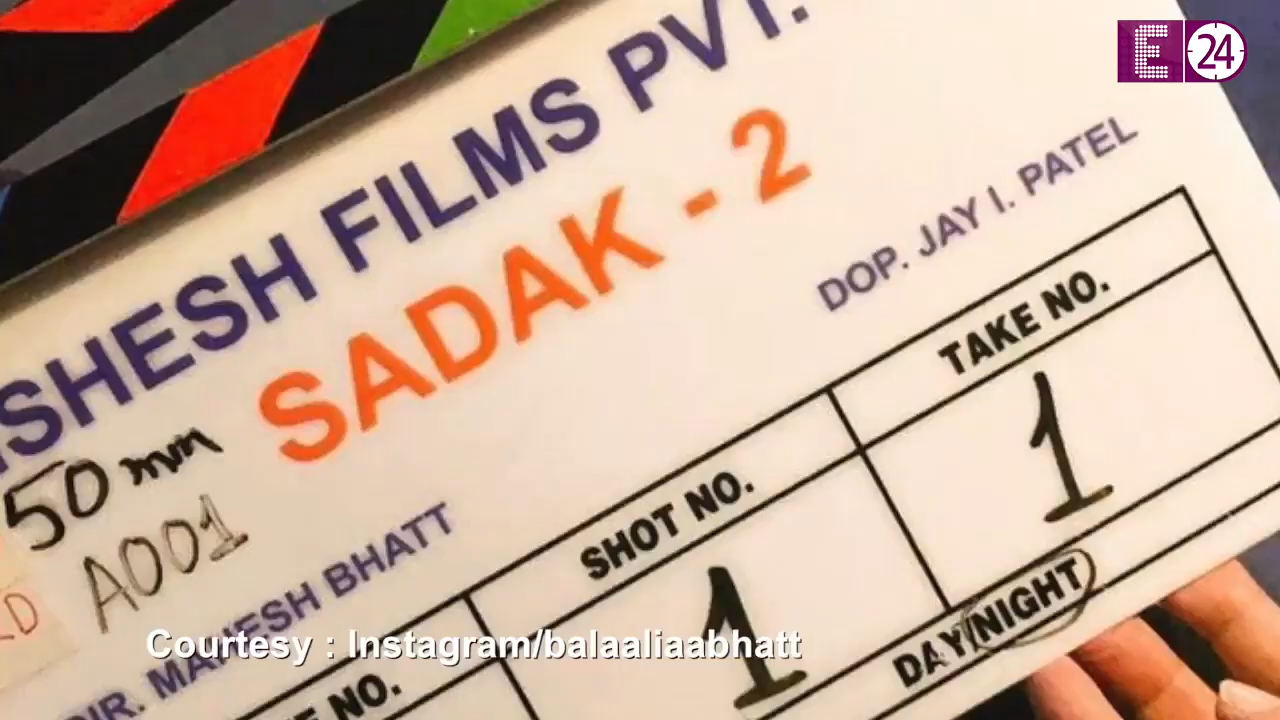 E 24
SHESH FILMS PVT.
SADAK - 2
DOP. JAY I. PATEL
50 mm
A001
DIR. MAHESH BHATT
TAKE NO.
1
SHOT NO.
1
DAY/NIGHT
NO.
Courtesy : Instagram/balaaliaabhatt